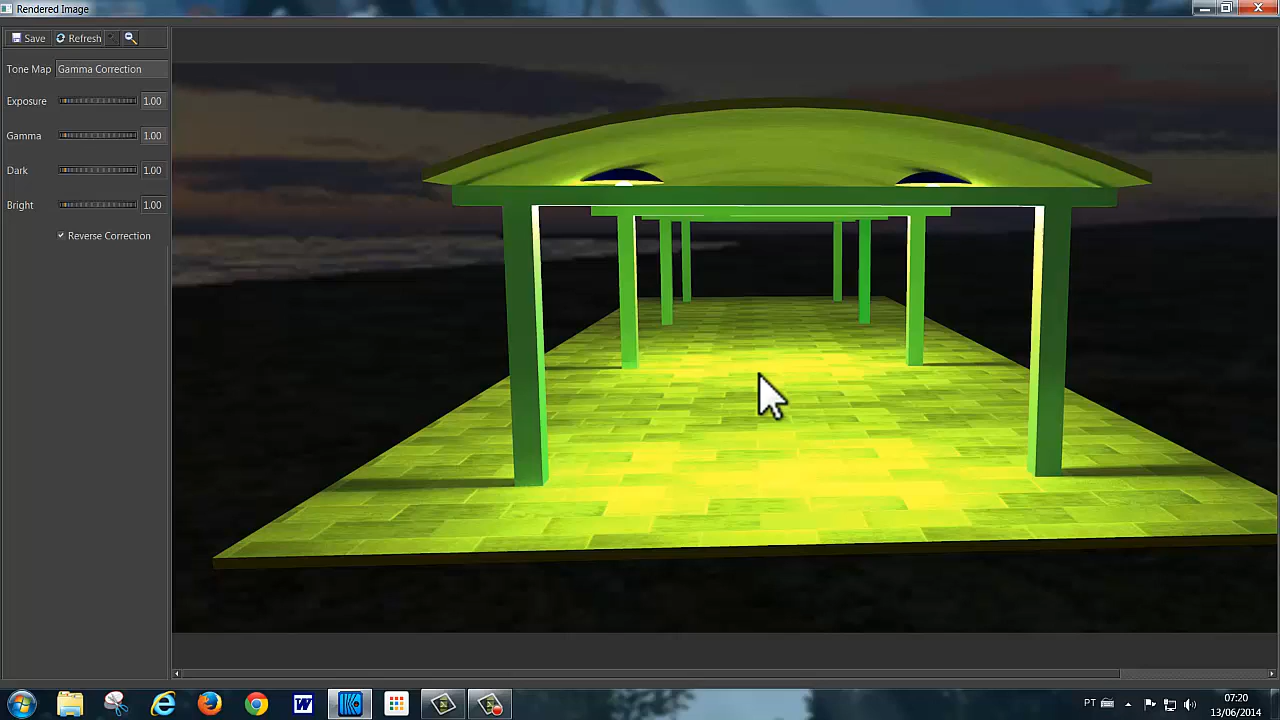 Rendered Image
Save Refresh
Tone Map Gamma Correction
Exposure 1.00
Gamma 1.00
Dark 1.00
Bright 1.00
Reverse Correction
PT
07:20
13/06/2014